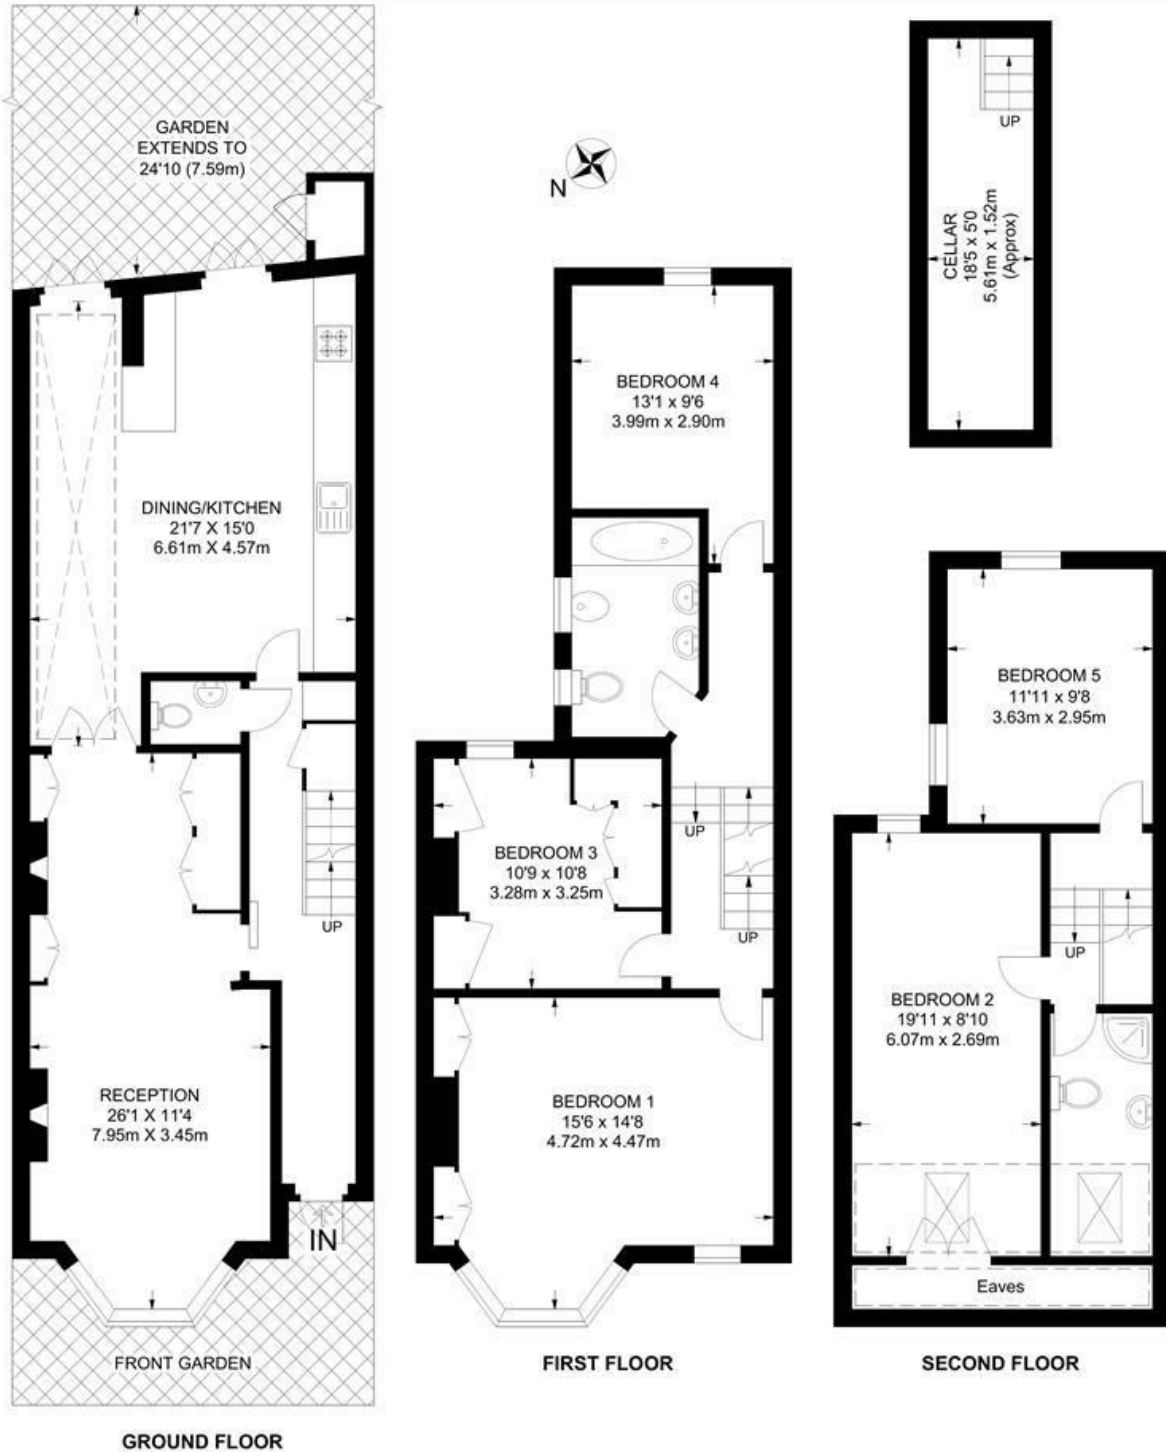 GARDEN
EXTENDS TO
24'10 (7.59m)
DINING/KITCHEN
21'7 X 15'0
6.61m X 4.57m
UP
RECEPTION
26'1 X 11'4
7.95m X 3.45m
IN
FRONT GARDEN
GROUND FLOOR
N
BEDROOM 4
13'1 x 9'6
3.99m x 2.90m
UP
BEDROOM 3
10'9 x 10'8
3.28m x 3.25m
UP
BEDROOM 1
15'6 x 14'8
4.72m x 4.47m
FIRST FLOOR
UP
CELLAR
18'5 x 5'0
5.61m x 1.52m
(Approx)
BEDROOM 5
11'11 x 9'8
3.63m x 2.95m
UP
BEDROOM 2
19'11 x 8'10
6.07m x 2.69m
Eaves
SECOND FLOOR